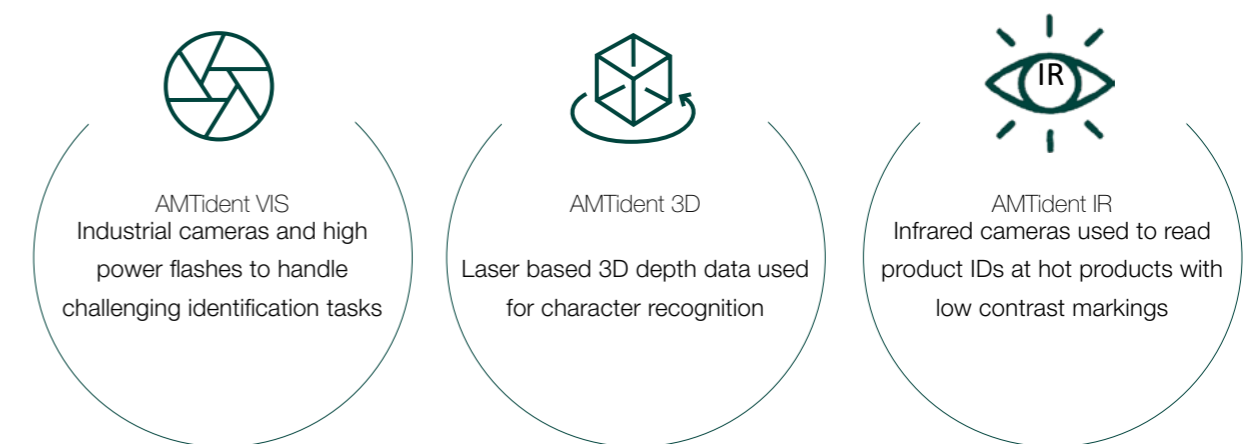 AMTident VIS
Industrial cameras and high
power flashes to handle
challenging identification tasks
AMTident 3D
Laser based 3D depth data used
for character recognition
IR
AMTident IR
Infrared cameras used to read
product IDs at hot products with
low contrast markings